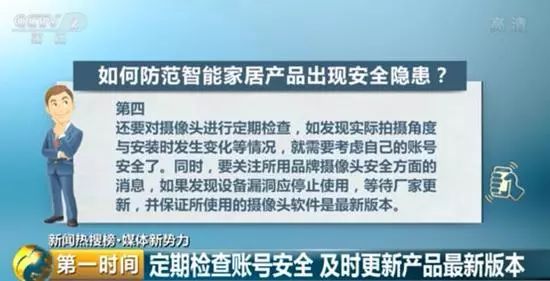 CCTV 2
财经
高清
如何防范智能家居产品出现安全隐患？
第四
还要对摄像头进行定期检查，如发现实际拍摄角度
与安装时发生变化等情况，就需要考虑自己的账号
安全了。同时，要关注所用品牌摄像头安全方面的
消息，如果发现设备漏洞应停止使用，等待厂家更
新，并保证所使用的摄像头软件是最新版本。
新闻热搜榜·媒体新势力
第一时间
定期检查账号安全 及时更新产品最新版本